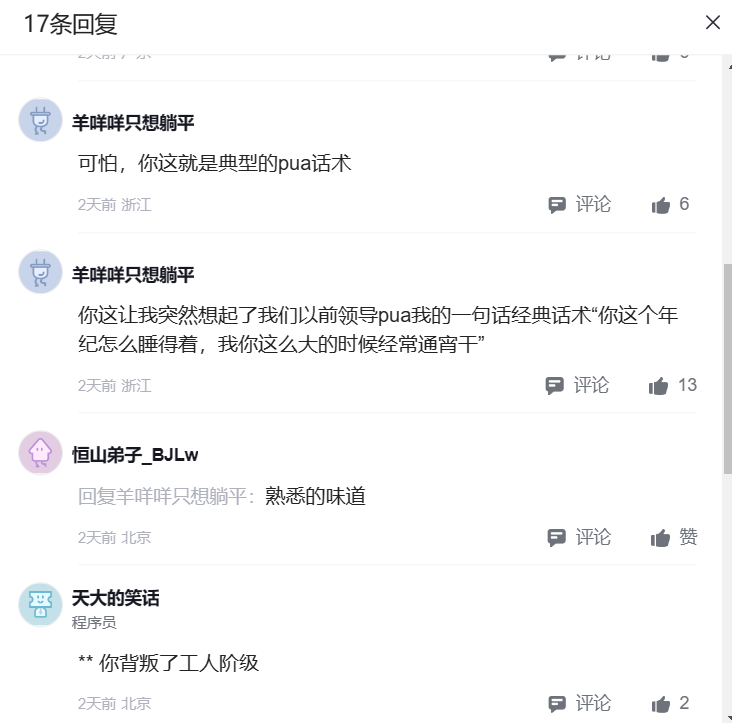 17条回复
羊咩咩只想躺平
可怕，你这就是典型的pua话术
2天前 浙江 评论 6
羊咩咩只想躺平
你这让我突然想起了我们以前领导pua我的一句话经典话术“你这个年
纪怎么睡得着，我你这么大的时候经常通宵干”
2天前 浙江 评论 13
恒山弟子_BJLw
回复羊咩咩只想躺平：熟悉的味道
2天前 北京 评论 赞
天大的笑话
程序员
** 你背叛了工人阶级
2天前 北京 评论 2